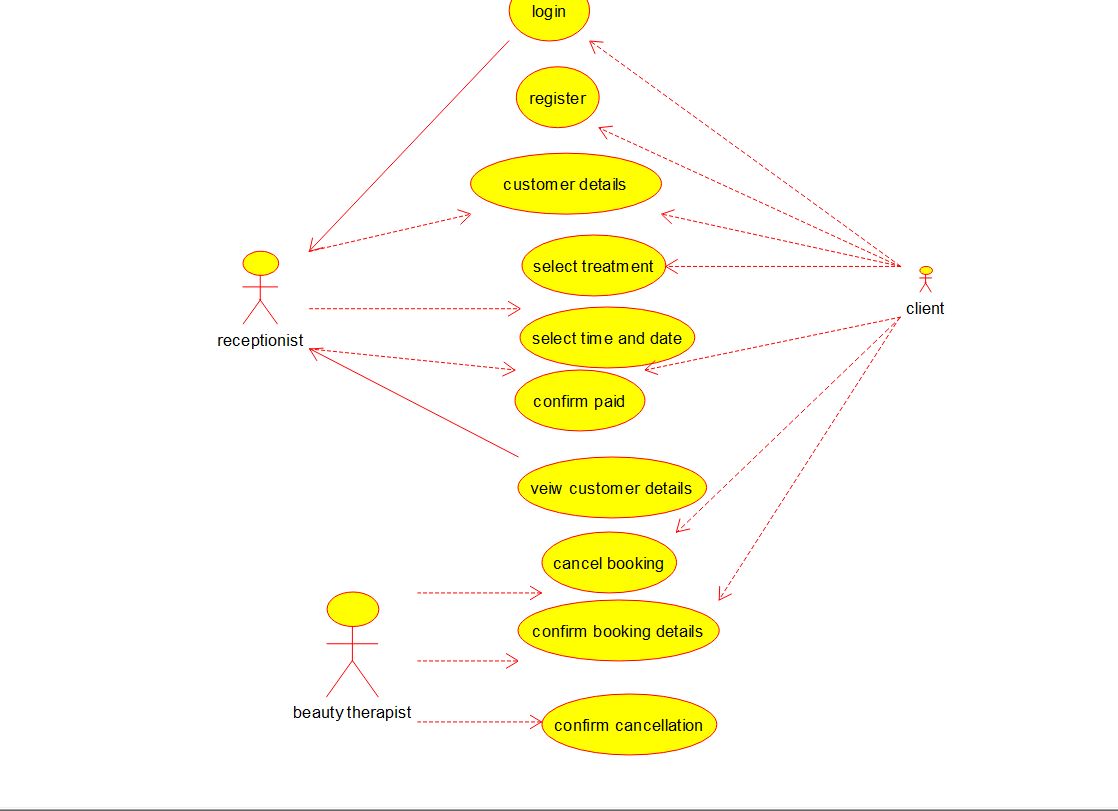 login
register
customer details
select treatment
client
select time and date
receptionist
confirm paid
veiw customer details
cancel booking
confirm booking details
beauty therapist
confirm cancellation